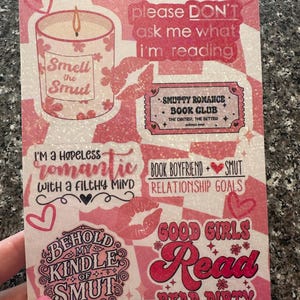 please DON'T
ask me what
i'm reading
Smell
the
Smut
SMUTTY ROMANCE
BOOK CLUB
THE DIRTIER, THE BETTER
I'M A HOPELESS
romantic
WITH A FILTHY MIND
BOOK BOYFRIEND + SMUT
RELATIONSHIP GOALS
BEHOLD
MY
KINDLE
OF
SMUT
GOOD GIRLS
Read